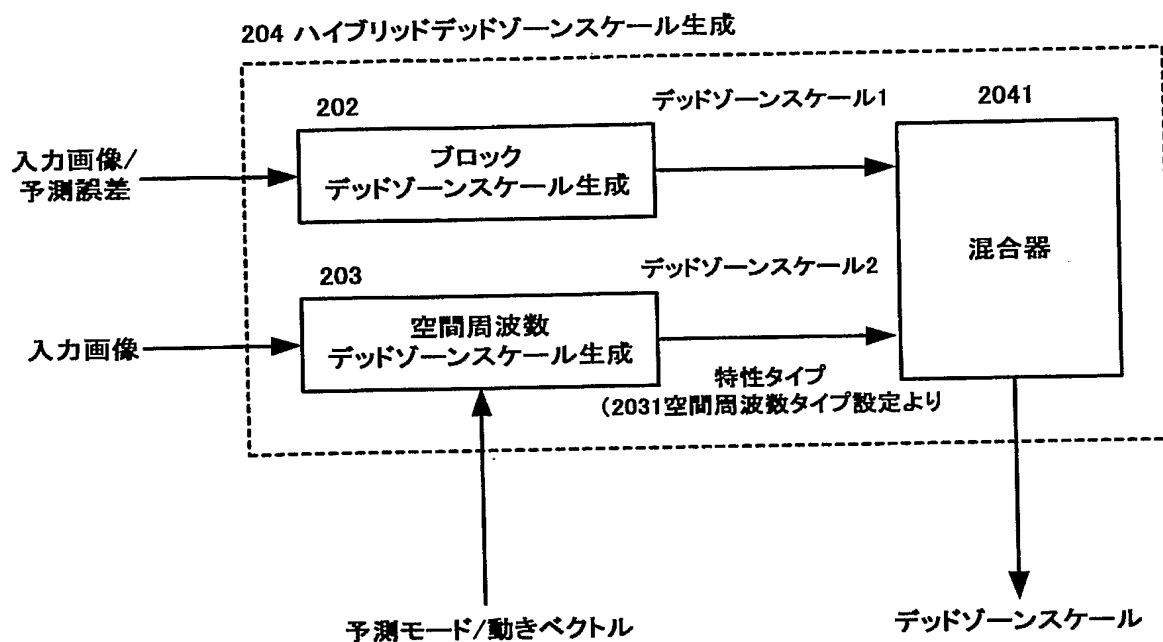 204 ハイブリッドデッドゾーンスケール生成
202
デッドゾーンスケール1
2041
入力画像/
予測誤差
ブロック
デッドゾーンスケール生成
混合器
203
デッドゾーンスケール2
入力画像
空間周波数
デッドゾーンスケール生成
特性タイプ
(2031空間周波数タイプ設定より
予測モード/動きベクトル
デッドゾーンスケール